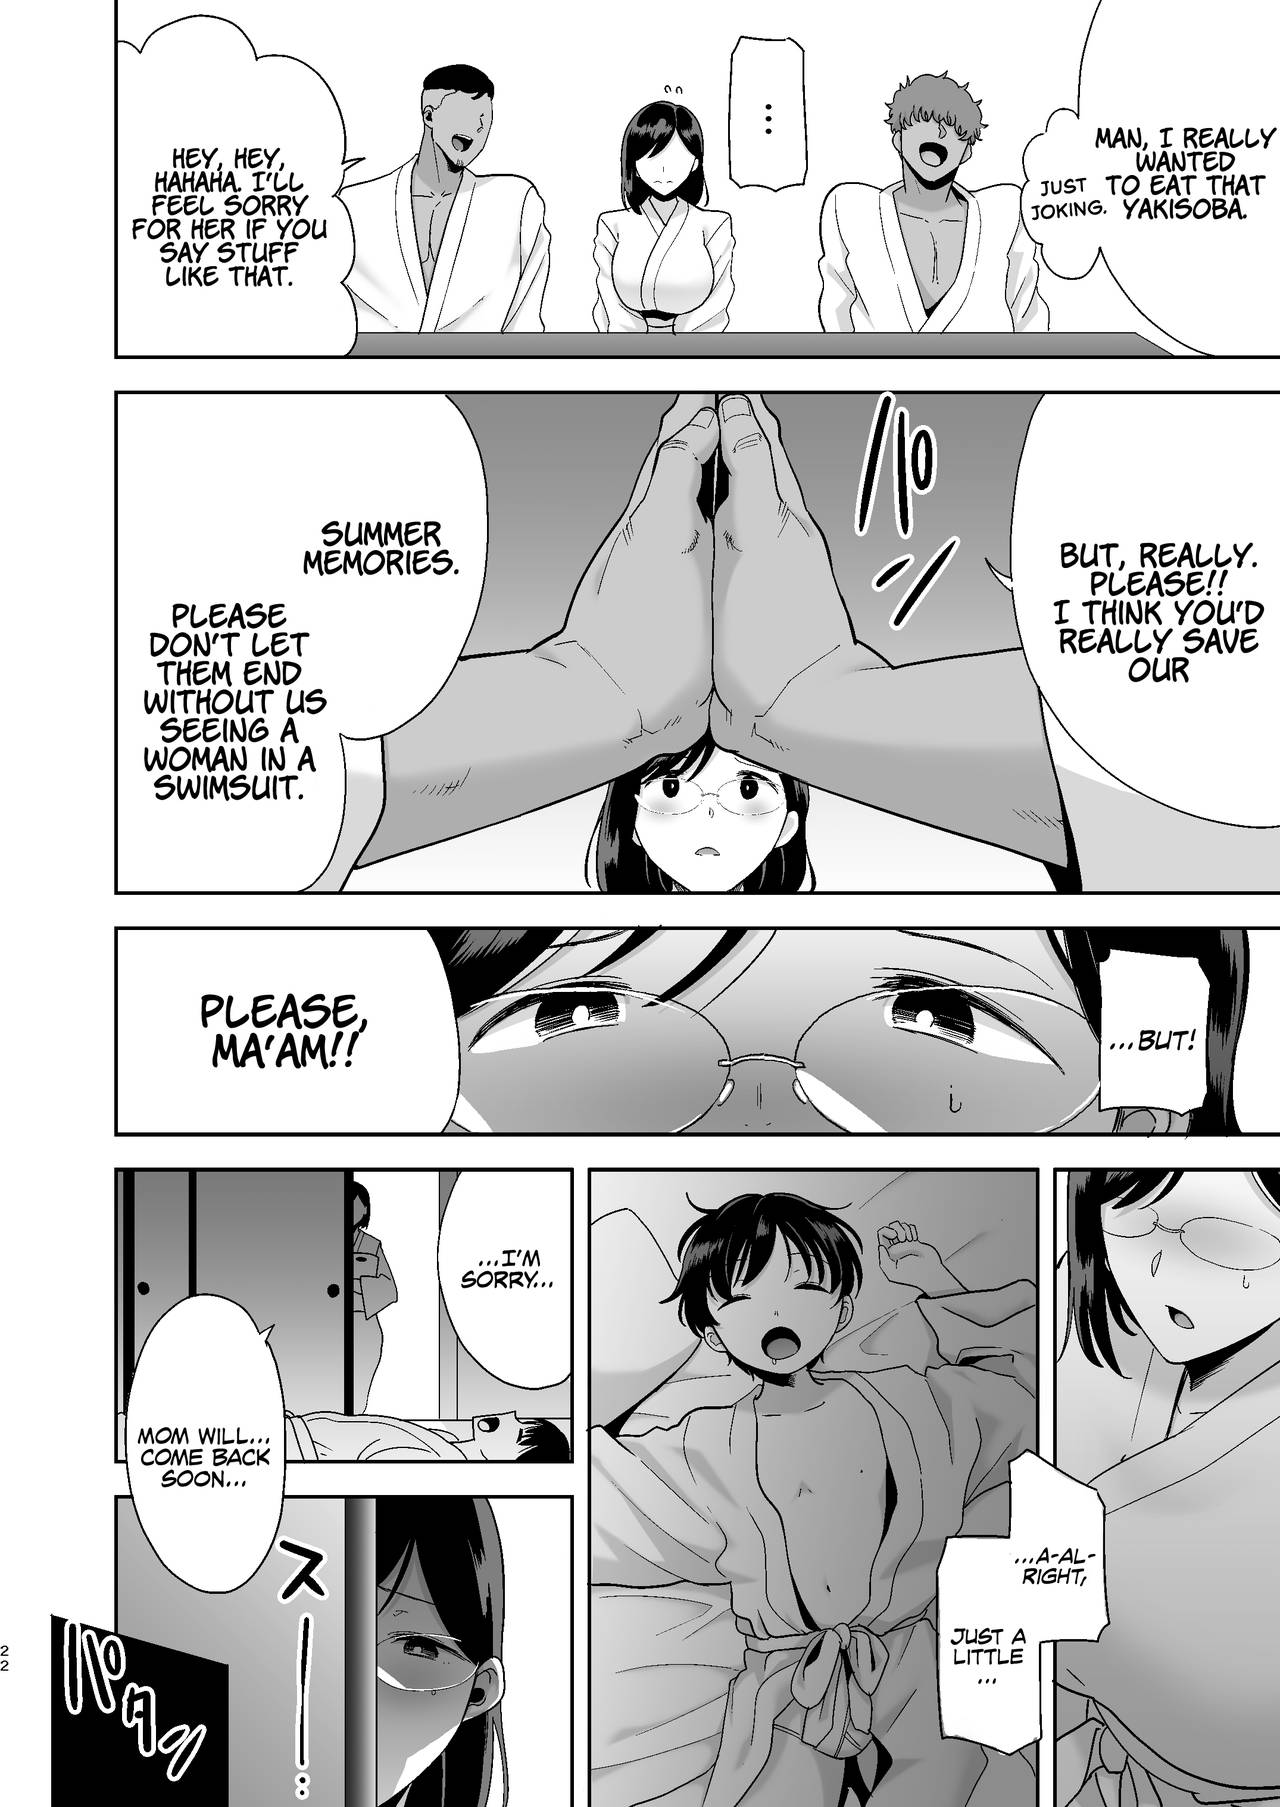 MAN, I REALLY
WANTED
TO EAT THAT
YAKISOBA.
JUST
JOKING.
...
HEY, HEY,
HAHAHA. I'LL
FEEL SORRY
FOR HER IF YOU
SAY STUFF
LIKE THAT.
BUT, REALLY.
PLEASE!!
I THINK YOU'D
REALLY SAVE
OUR
パン
SUMMER
MEMORIES.
PLEASE
DON'T LET
THEM END
WITHOUT US
SEEING A
WOMAN IN A
SWIMSUIT.
...BUT!
PLEASE,
MA'AM!!
...A-AL-
RIGHT,
JUST A
LITTLE
...
...I'M
SORRY...
MOM WILL...
COME BACK
SOON...
スー...
パタン
22